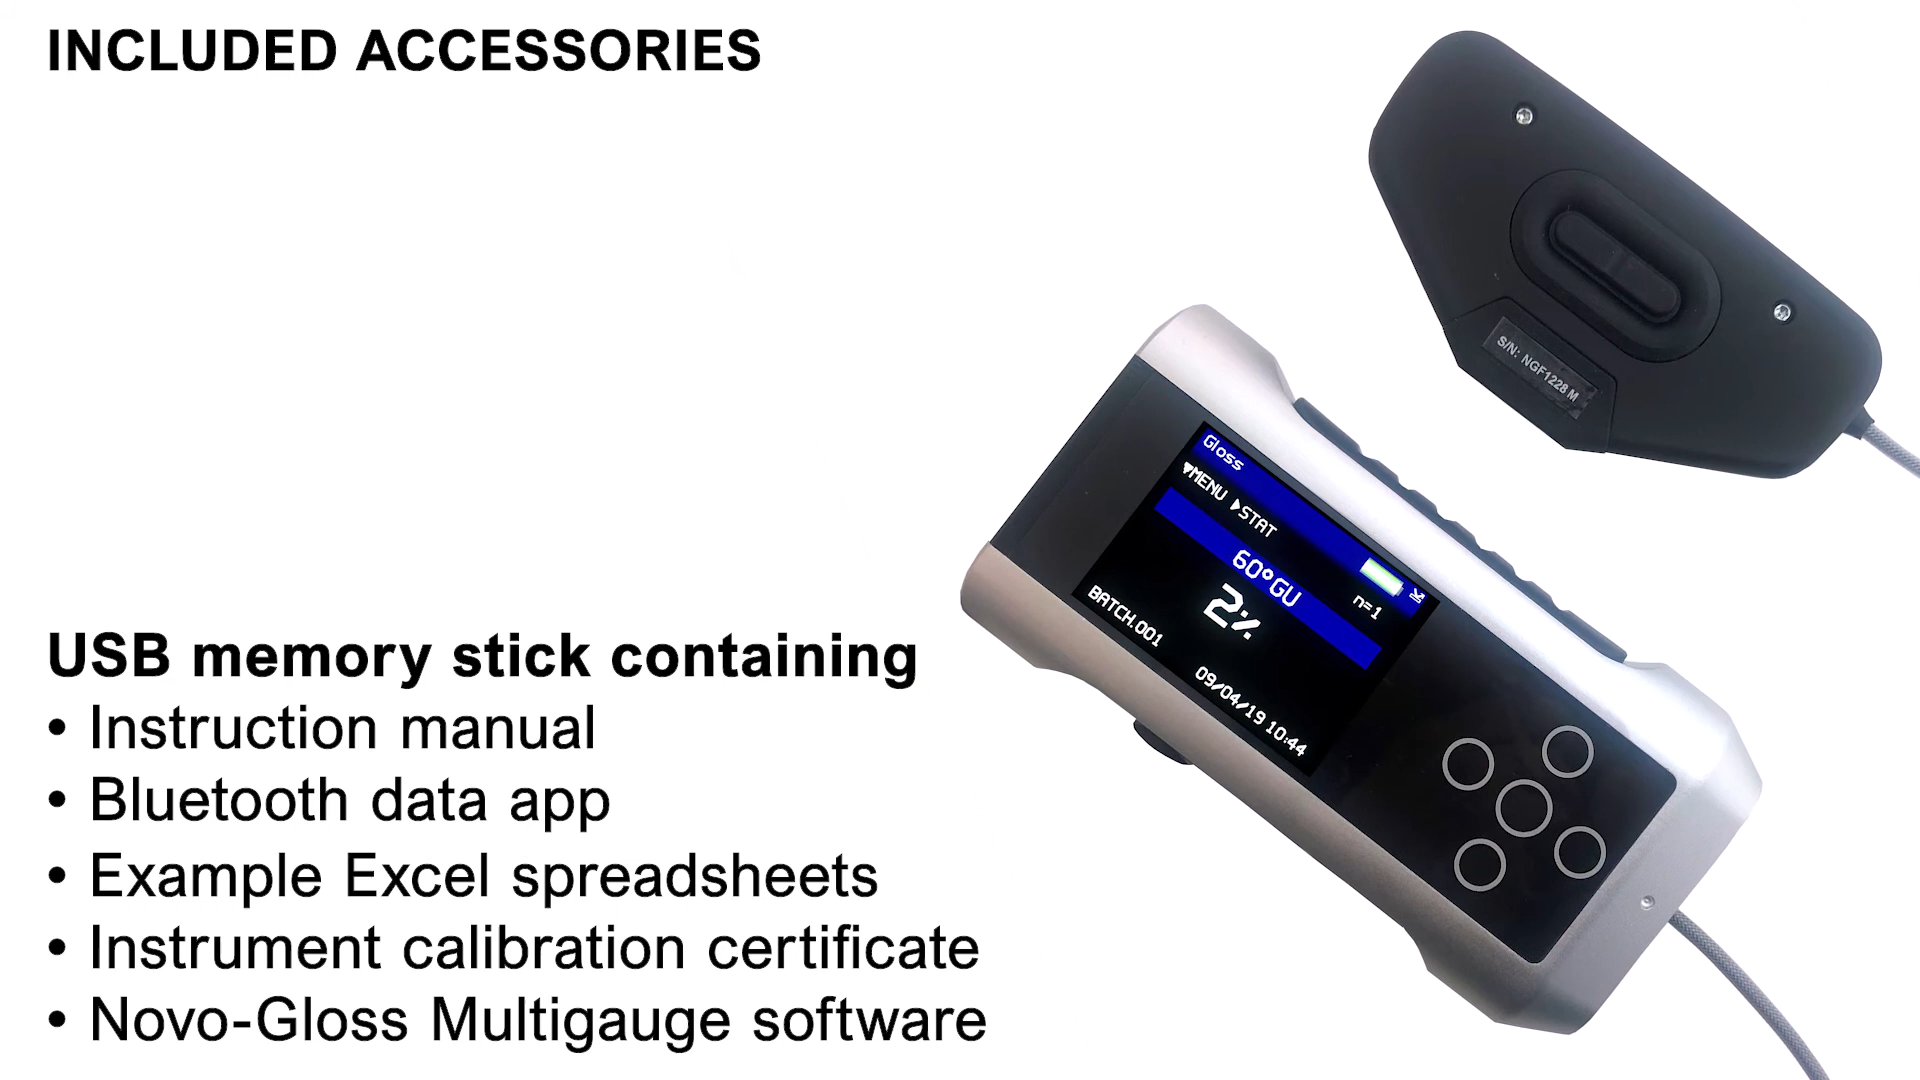 INCLUDED ACCESSORIES
S/N: NGF1228 M
Gloss
▼MENU ▶STAT
60°GU
n=1
2%
BATCH.001
09/04/19 10:44
USB memory stick containing
• Instruction manual
• Bluetooth data app
• Example Excel spreadsheets
• Instrument calibration certificate
• Novo-Gloss Multigauge software